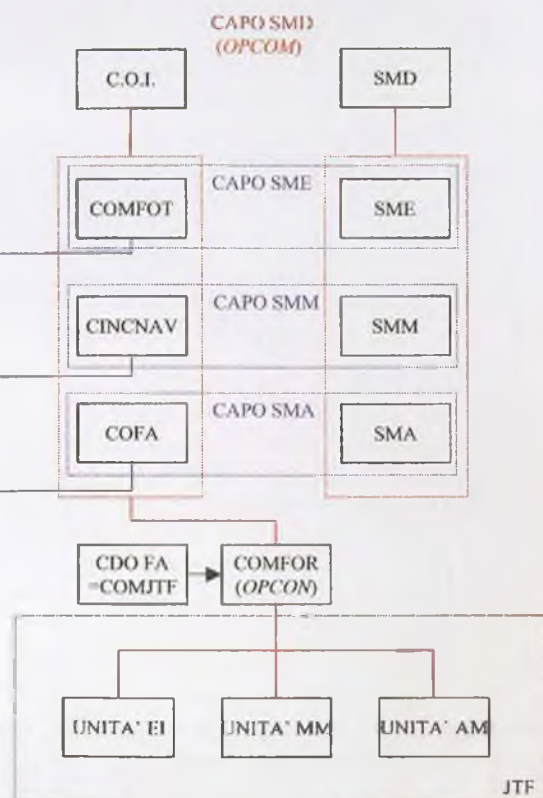 CAPO SMD
(OPCOM)
C.O.I.
SMD
CAPO SME
COMFOT
SME
CAPO SMM
CINCNAV
SMM
CAPO SMA
COFA
SMA
CDO FA
=COMJTF
COMFOR
(OPCON)
UNITA' EI
UNITA' MM
UNITA' AM
JTF